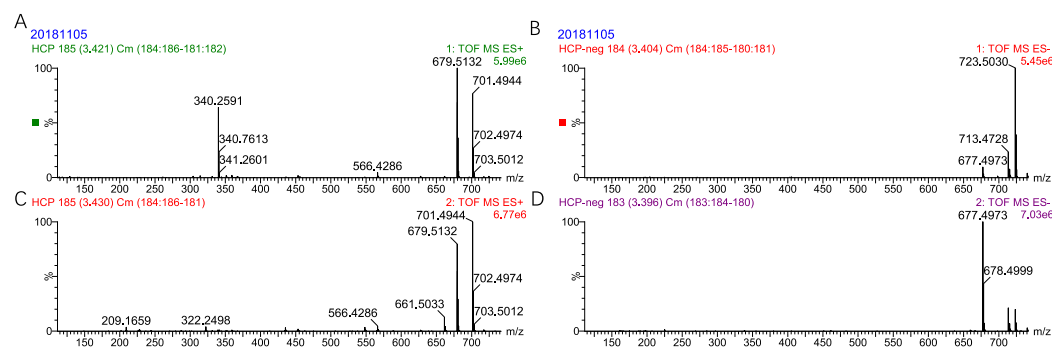 A
20181105
HCP 185 (3.421) Cm (184:186-181:182)
1: TOF MS ES+
5.99e6
100
%
679.5132
701.4944
340.2591
340.7613
341.2601
566.4286
702.4974
703.5012
150 200 250 300 350 400 450 500 550 600 650 700 m/z
B
20181105
HCP-neg 184 (3.404) Cm (184:185-180:181)
1: TOF MS ES-
5.45e6
100
%
723.5030
713.4728
677.4973
150 200 250 300 350 400 450 500 550 600 650 700 m/z
C
HCP 185 (3.430) Cm (184:186-181)
2: TOF MS ES+
6.77e6
100
%
0
701.4944
679.5132
702.4974
661.5033
703.5012
566.4286
322.2498
209.1659
150 200 250 300 350 400 450 500 550 600 650 700 m/z
D
HCP-neg 183 (3.396) Cm (183:184-180)
2: TOF MS ES-
7.03e6
100
%
0
677.4973
678.4999
150 200 250 300 350 400 450 500 550 600 650 700 m/z